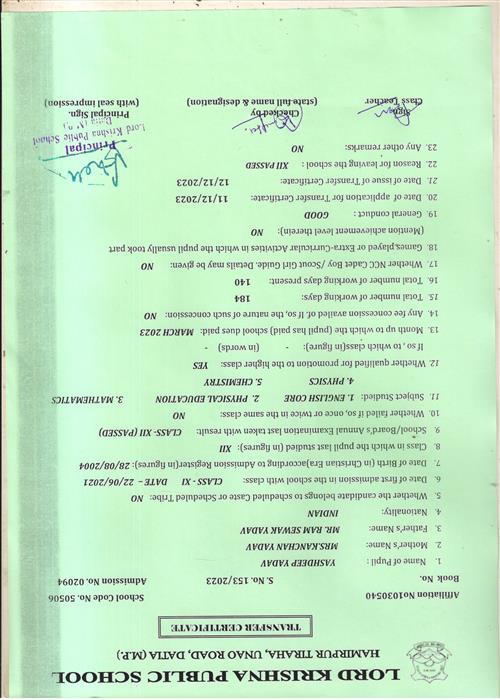 LORD KRISHNA PUBLIC SCHOOL
HAMIRPUR TIRAHA, UNAO ROAD, DATIA (M.P.)
TRANSFER CERTIFICATE
Affiliation No1030540 School Code No. 50506
Book No. S. No. 153/2023 Admission No. 02094
1. Name of Pupil : YASHDEEP YADAV
2. Mother's Name: MRS.KANCHAN YADAV
3. Father's Name: MR. RAM SEWAK YADAV
4. Nationality: INDIAN
5. Whether the candidate belongs to scheduled Caste or Scheduled Tribe: NO
6. Date of first admission in the school with class: CLASS - XI DATE – 22/06/2021
7. Date of Birth (in Christian Era)according to Admission Register(in figures): 28/08/2004
8. Class in which the pupil last studied (in figures): XII
9. School/Board's Annual Examination last taken with result: CLASS- XII (PASSED)
10. Whether failed if so, once or twice in the same class: NO
11. Subject Studied: 1. ENGLISH CORE 2. PHYSICAL EDUCATION 3. MATHEMATICS
4. PHYSICS 5. CHEMISTRY
12. Whether qualified for promotion to the higher class: YES
If so , to which class(in figure): - (in words) -
13. Month up to which the (pupil has paid) school dues paid: MARCH 2023
14. Any fee concession availed of. If so, the nature of such concession: NO
15. Total number of working days: 184
16. Total number of working days present: 140
17. Whether NCC Cadet Boy /Scout Girl Guide. Details may be given: NO
18. Games,played or Extra-Curricular Activities in which the pupil usually took part
(Mention achievement level therein): NO
19. General conduct : GOOD
20. Date of application for Transfer Certificate: 11/12/2023
21. Date of issue of Transfer Certificate: 12/12/2023
22. Reason for leaving the school : XII PASSED
23. Any other remarks: NO
Principal
Lord Krishna Public School
Datia (M.P.)
Class Teacher
Checked by
(state full name & designation)
Principal Sign.
(with seal impression)